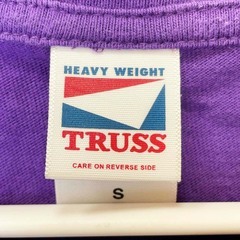 HEAVY WEIGHT
TRUSS
CARE ON REVERSE SIDE
S